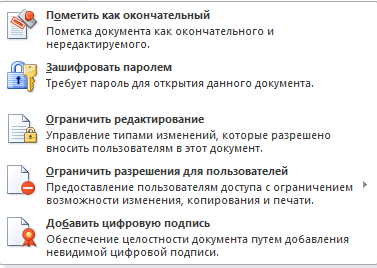 Пометить как окончательный
Пометка документа как окончательного и
нередактируемого.
Зашифровать паролем
Требует пароль для открытия данного документа.
Ограничить редактирование
Управление типами изменений, которые разрешено
вносить пользователям в этот документ.
Ограничить разрешения для пользователей
Предоставление пользователям доступа с ограничением
возможности изменения, копирования и печати.
Добавить цифровую подпись
Обеспечение целостности документа путем добавления
невидимой цифровой подписи.